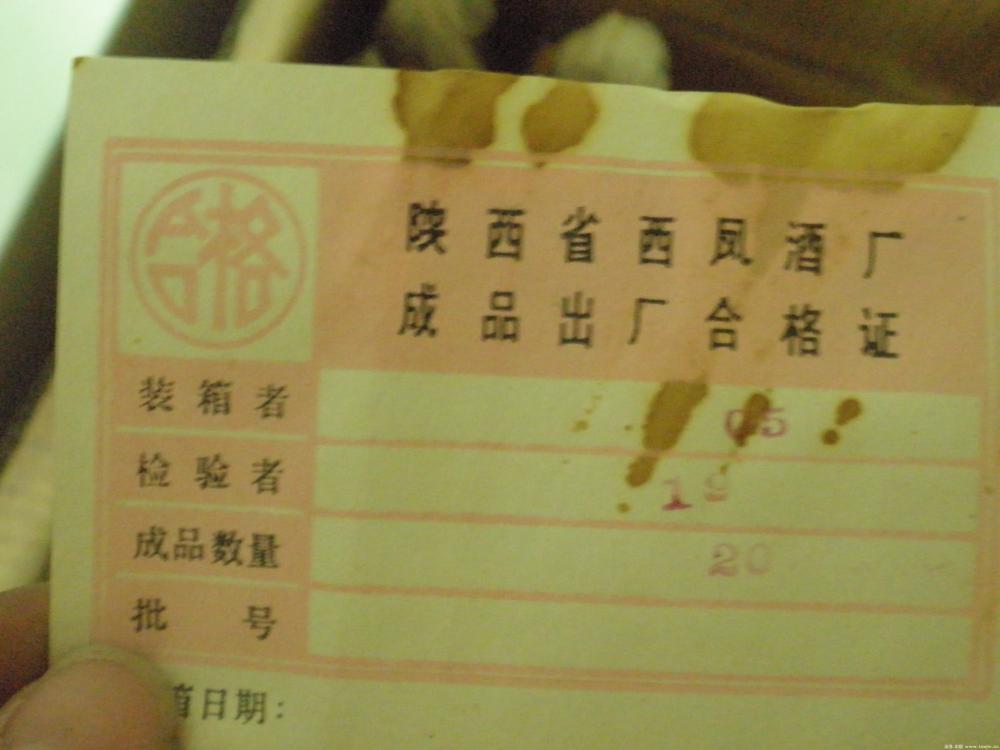 合格
陕西省西凤酒厂
成品出厂合格证
装箱者 05
检验者 19
成品数量 20
批号
箱日期: